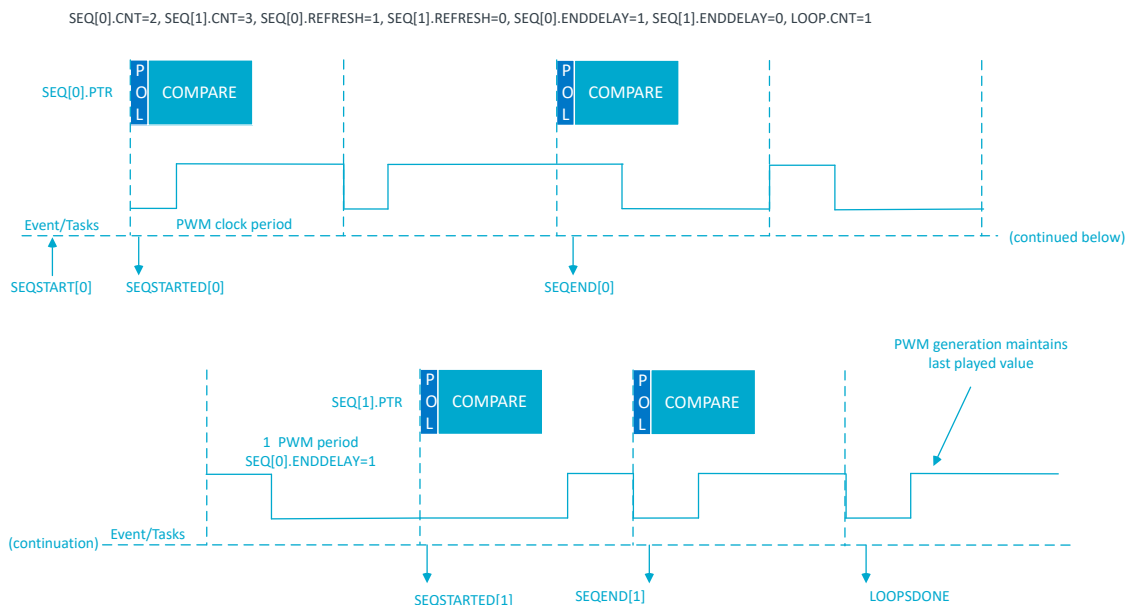 SEQ[0].CNT=2, SEQ[1].CNT=3, SEQ[0].REFRESH=1, SEQ[1].REFRESH=0, SEQ[0].ENDDELAY=1, SEQ[1].ENDDELAY=0, LOOP.CNT=1
SEQ[0].PTR
P
O
L
COMPARE
P
O
L
COMPARE
Event/Tasks
PWM clock period
(continued below)
SEQSTART[0]
SEQSTARTED[0]
SEQEND[0]
PWM generation maintains
last played value
SEQ[1].PTR
P
O
L
COMPARE
P
O
L
COMPARE
1 PWM period
SEQ[0].ENDDELAY=1
(continuation)
Event/Tasks
SEQSTARTED[1]
SEQEND[1]
LOOPSDONE